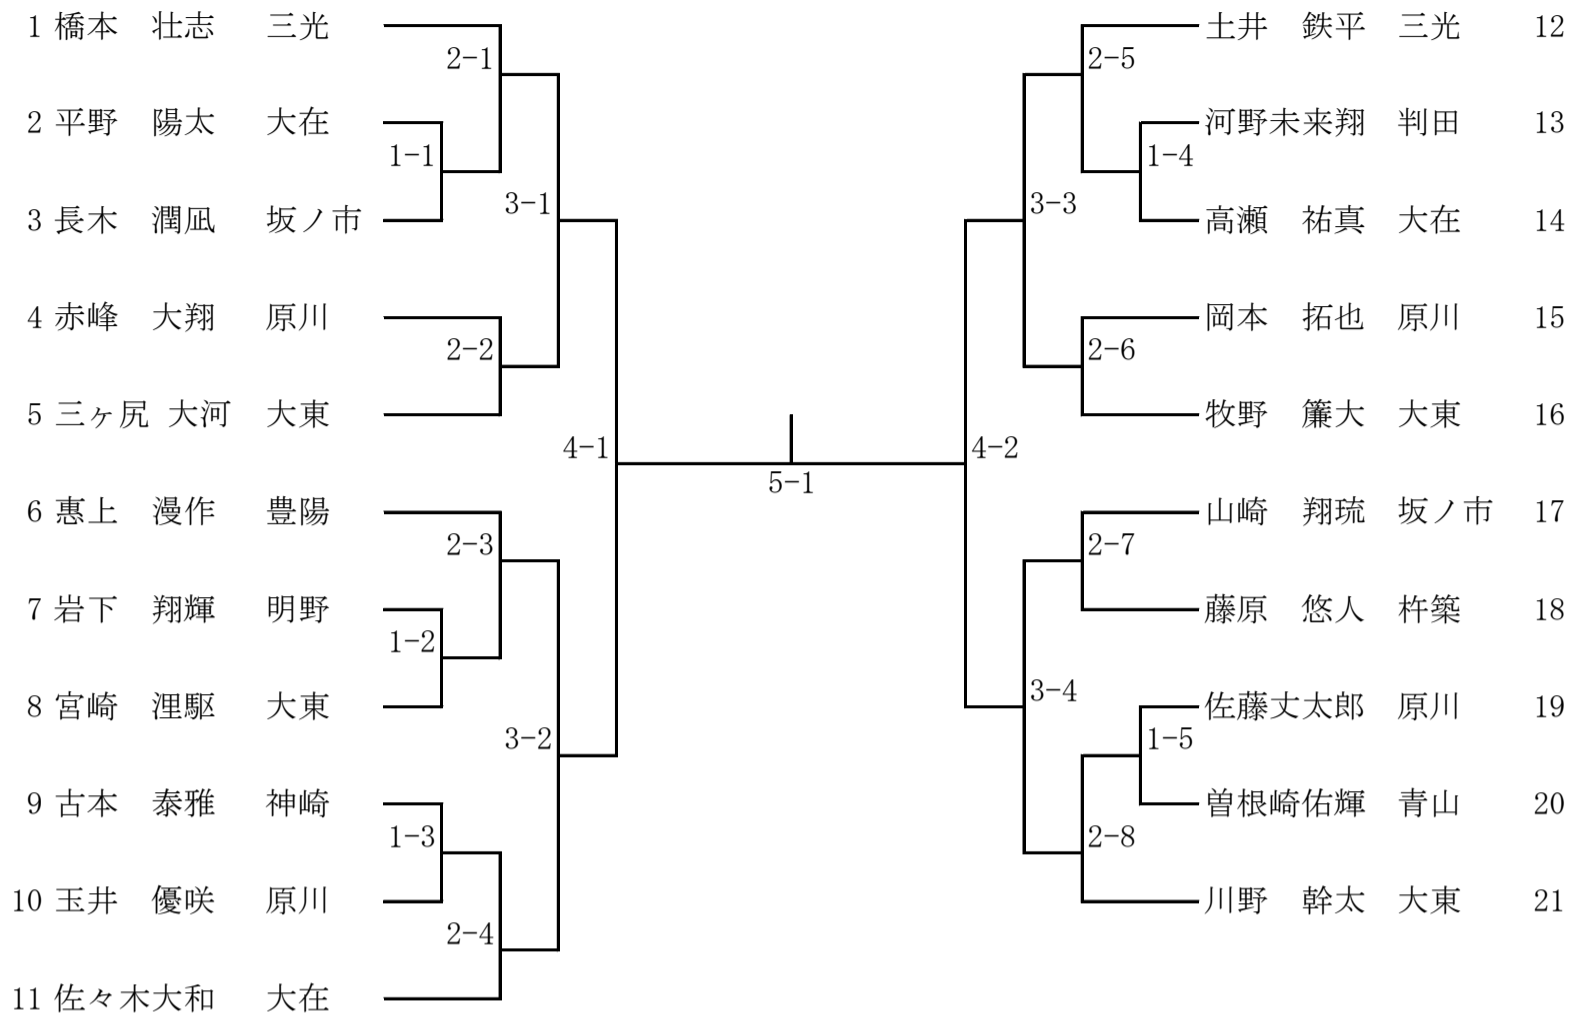 1 橋本 壮志 三光
2-1
2 平野 陽太 大在
1-1
3 長木 潤凪 坂ノ市
3-1
4 赤峰 大翔 原川
2-2
5 三ヶ尻 大河 大東
4-1
6 惠上 漫作 豊陽
2-3
7 岩下 翔輝 明野
1-2
8 宮崎 浬駆 大東
3-2
9 古本 泰雅 神崎
1-3
10 玉井 優咲 原川
2-4
11 佐々木大和 大在
5-1
土井 鉄平 三光 12
2-5
河野未来翔 判田 13
1-4
高瀬 祐真 大在 14
3-3
岡本 拓也 原川 15
2-6
牧野 簾大 大東 16
4-2
山崎 翔琉 坂ノ市 17
2-7
藤原 悠人 杵築 18
3-4
佐藤丈太郎 原川 19
1-5
曽根崎佑輝 青山 20
2-8
川野 幹太 大東 21